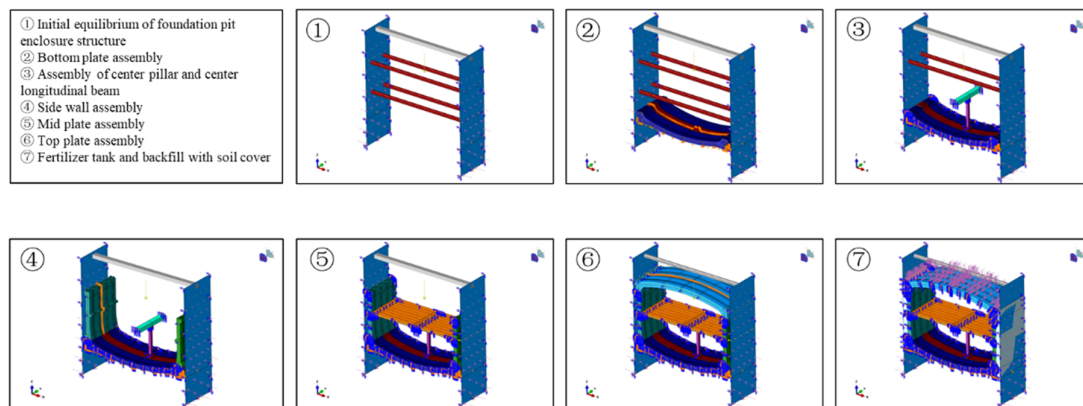 ① Initial equilibrium of foundation pit
enclosure structure
② Bottom plate assembly
③ Assembly of center pillar and center
longitudinal beam
④ Side wall assembly
⑤ Mid plate assembly
⑥ Top plate assembly
⑦ Fertilizer tank and backfill with soil cover
①
②
③
④
⑤
⑥
⑦